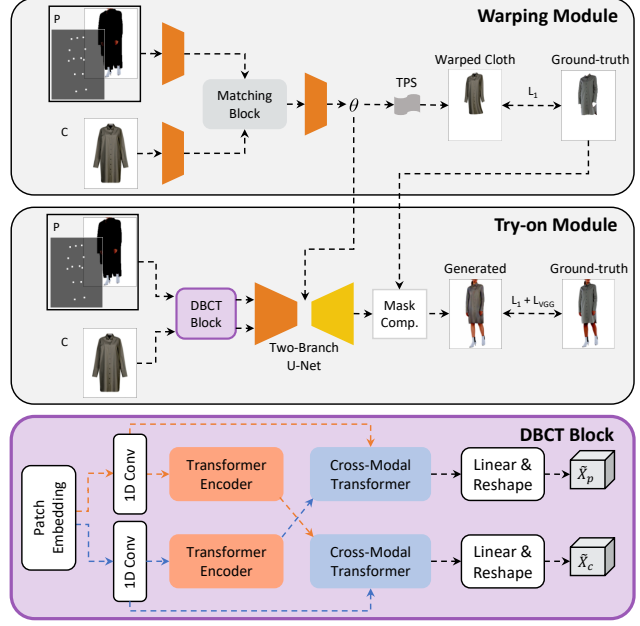 Warping Module
P
C
Matching
Block
θ
TPS
Warped Cloth
L₁
Ground-truth
Try-on Module
P
C
DBCT
Block
Two-Branch
U-Net
Mask
Comp.
Generated
L₁ + L_VGG
Ground-truth
DBCT Block
Patch
Embedding
1D Conv
Transformer
Encoder
Cross-Modal
Transformer
Linear &
Reshape
X̃ₚ
1D Conv
Transformer
Encoder
Cross-Modal
Transformer
Linear &
Reshape
X̃_c